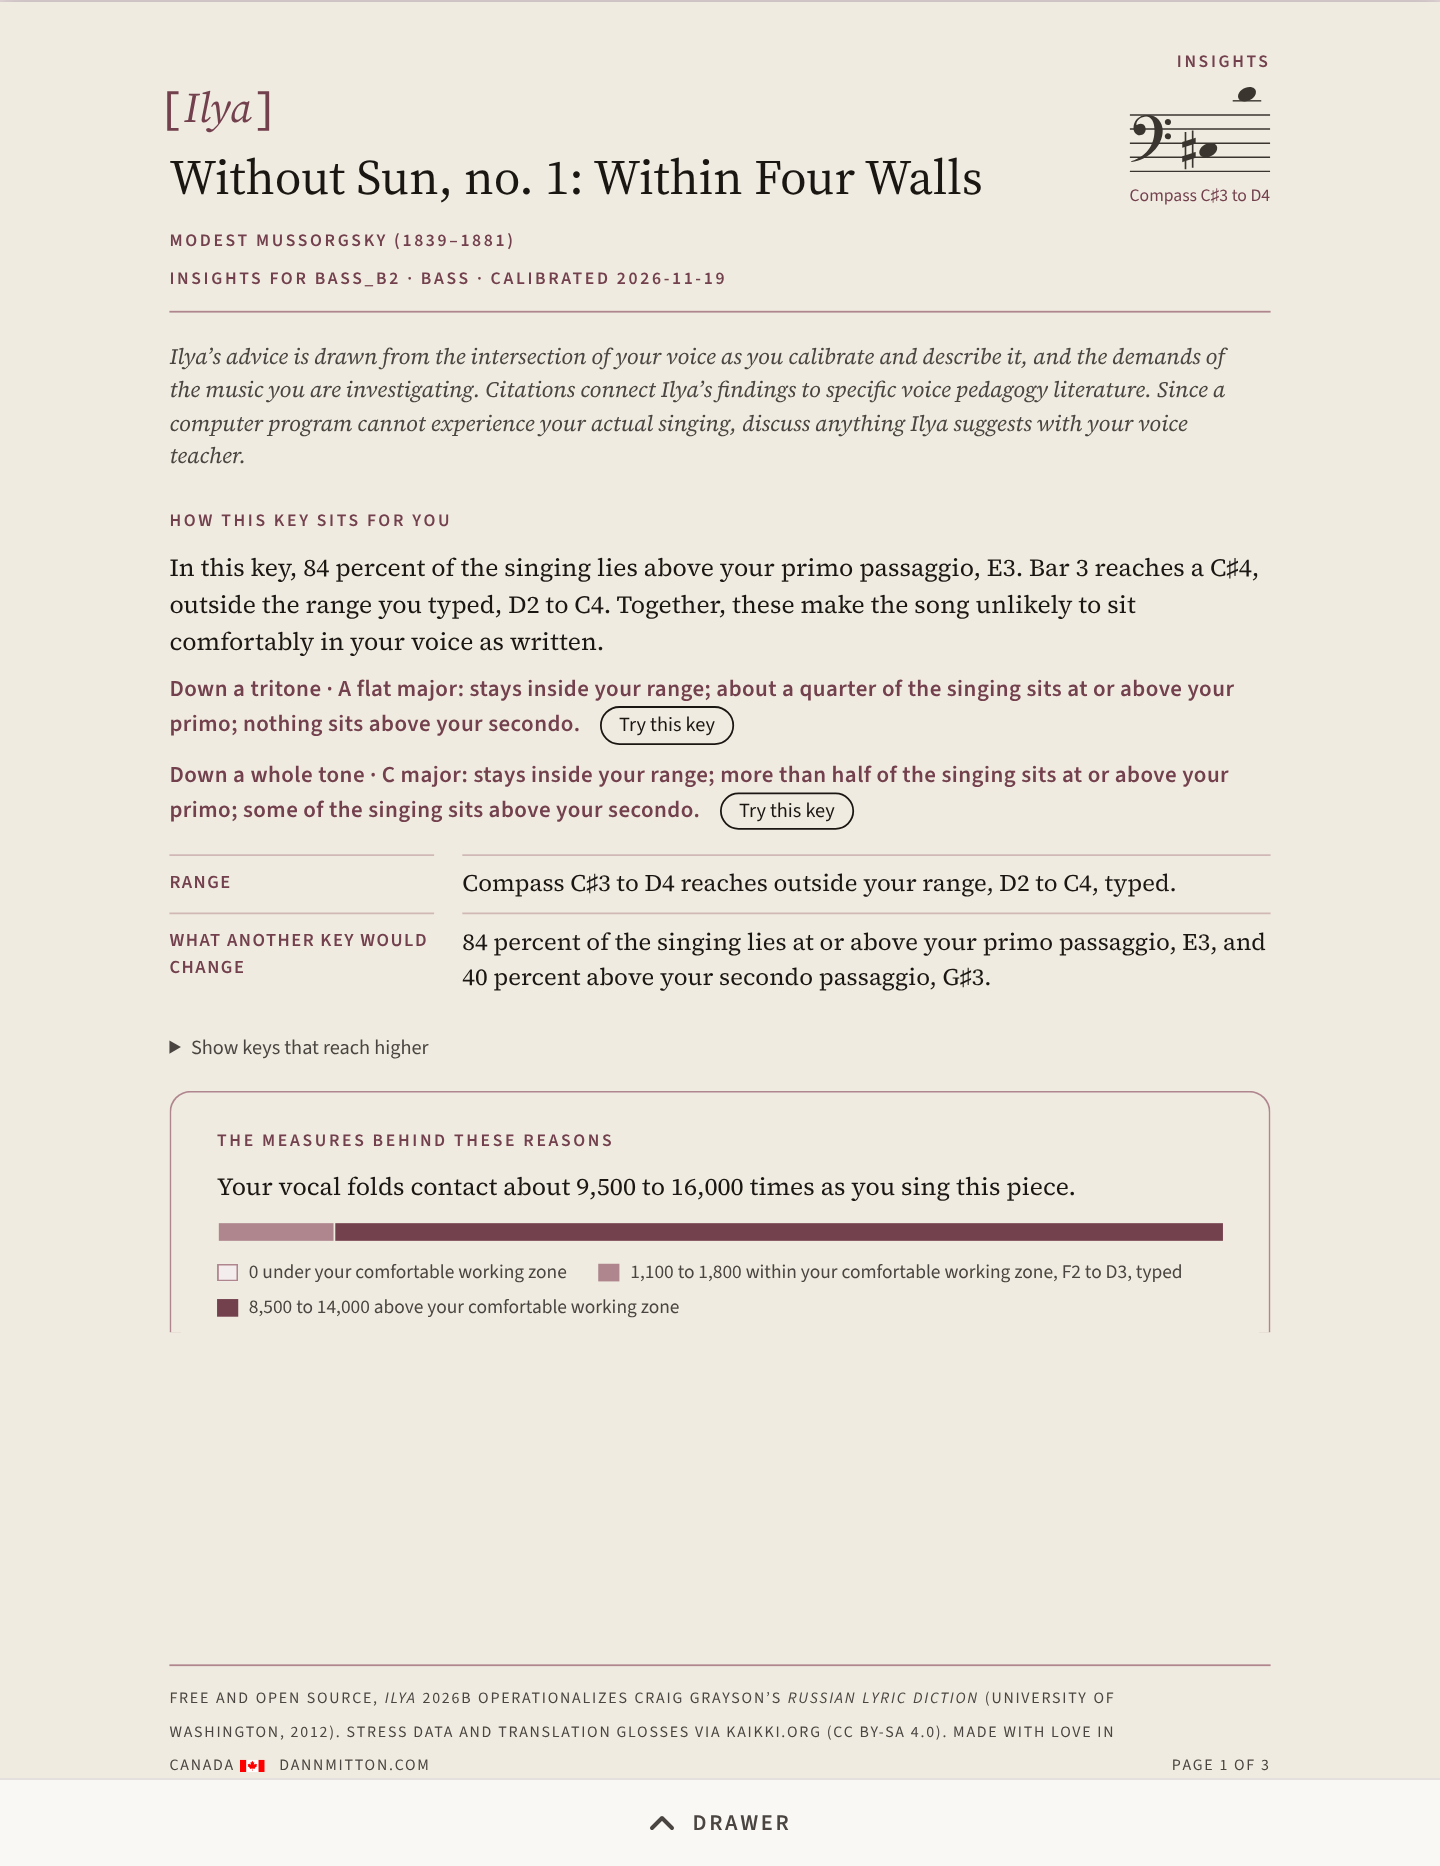 INSIGHTS
[Ilya]
Without Sun, no. 1: Within Four Walls
Compass C♯3 to D4
MODEST MUSSORGSKY (1839–1881)
INSIGHTS FOR BASS_B2 · BASS · CALIBRATED 2026-11-19
Ilya’s advice is drawn from the intersection of your voice as you calibrate and describe it, and the demands of
the music you are investigating. Citations connect Ilya’s findings to specific voice pedagogy literature. Since a
computer program cannot experience your actual singing, discuss anything Ilya suggests with your voice
teacher.
HOW THIS KEY SITS FOR YOU
In this key, 84 percent of the singing lies above your primo passaggio, E3. Bar 3 reaches a C♯4,
outside the range you typed, D2 to C4. Together, these make the song unlikely to sit
comfortably in your voice as written.
Down a tritone · A flat major: stays inside your range; about a quarter of the singing sits at or above your
primo; nothing sits above your secondo. Try this key
Down a whole tone · C major: stays inside your range; more than half of the singing sits at or above your
primo; some of the singing sits above your secondo. Try this key
RANGE
Compass C♯3 to D4 reaches outside your range, D2 to C4, typed.
WHAT ANOTHER KEY WOULD
CHANGE
84 percent of the singing lies at or above your primo passaggio, E3, and
40 percent above your secondo passaggio, G♯3.
Show keys that reach higher
THE MEASURES BEHIND THESE REASONS
Your vocal folds contact about 9,500 to 16,000 times as you sing this piece.
0 under your comfortable working zone 1,100 to 1,800 within your comfortable working zone, F2 to D3, typed
8,500 to 14,000 above your comfortable working zone
FREE AND OPEN SOURCE, ILYA 2026B OPERATIONALIZES CRAIG GRAYSON’S RUSSIAN LYRIC DICTION (UNIVERSITY OF
WASHINGTON, 2012). STRESS DATA AND TRANSLATION GLOSSES VIA KAIKKI.ORG (CC BY-SA 4.0). MADE WITH LOVE IN
CANADA 🇨🇦 DANNMITTON.COM PAGE 1 OF 3
DRAWER